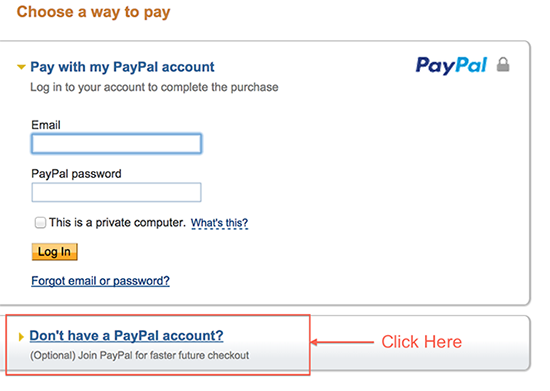 Choose a way to pay
Pay with my PayPal account
PayPal
Log in to your account to complete the purchase
Email
PayPal password
This is a private computer. What's this?
Log In
Forgot email or password?
Don't have a PayPal account?
(Optional) Join PayPal for faster future checkout
Click Here